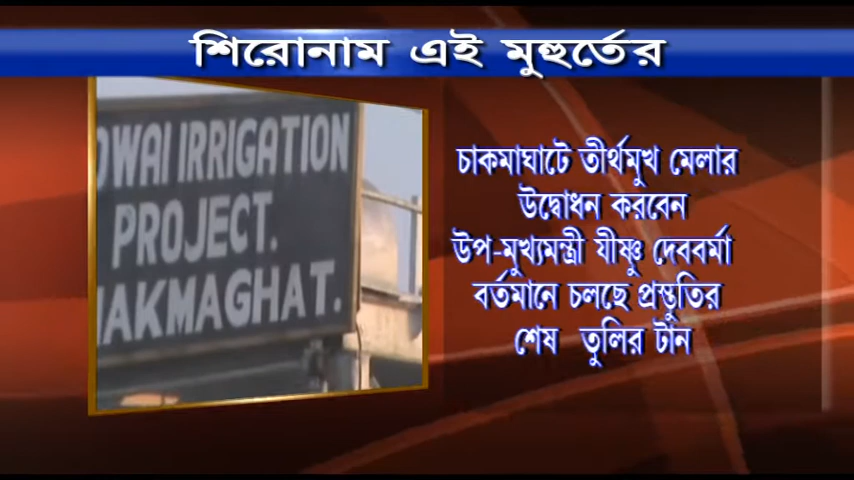 শিরোনাম এই মুহুর্তের
OWAI IRRIGATION
PROJECT.
HAKMAGHAT.
চাকমাঘাটে তীর্থমুখ মেলার
উদ্বোধন করবেন
উপ-মুখ্যমন্ত্রী যীষ্ণু দেববর্মা
বর্তমানে চলছে প্রস্তুতির
শেষ তুলির টান